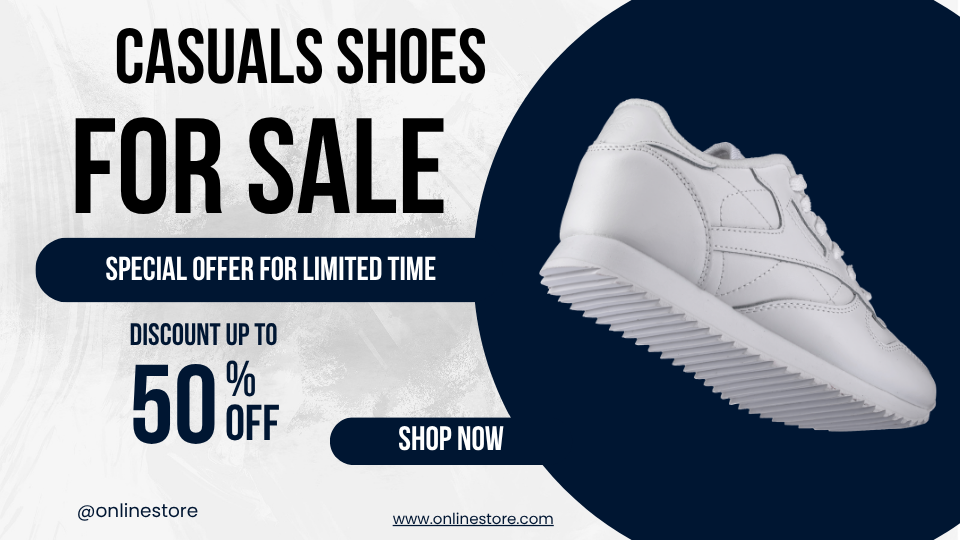 CASUALS SHOES
FOR SALE
SPECIAL OFFER FOR LIMITED TIME
DISCOUNT UP TO
50 %
OFF
SHOP NOW
@onlinestore
www.onlinestore.com